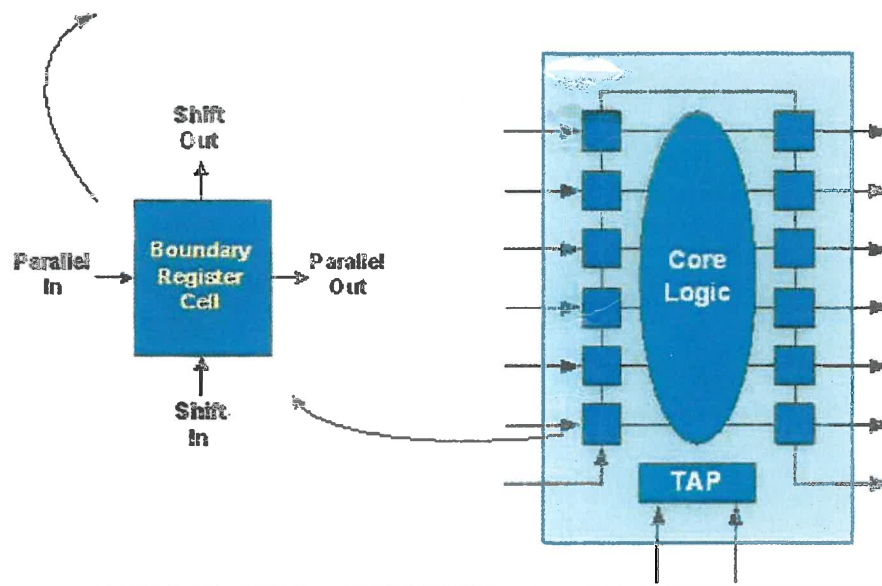 Shift
Out
Parallel
In
Boundary
Register
Cell
Parallel
Out
Shift
In
Core
Logic
TAP